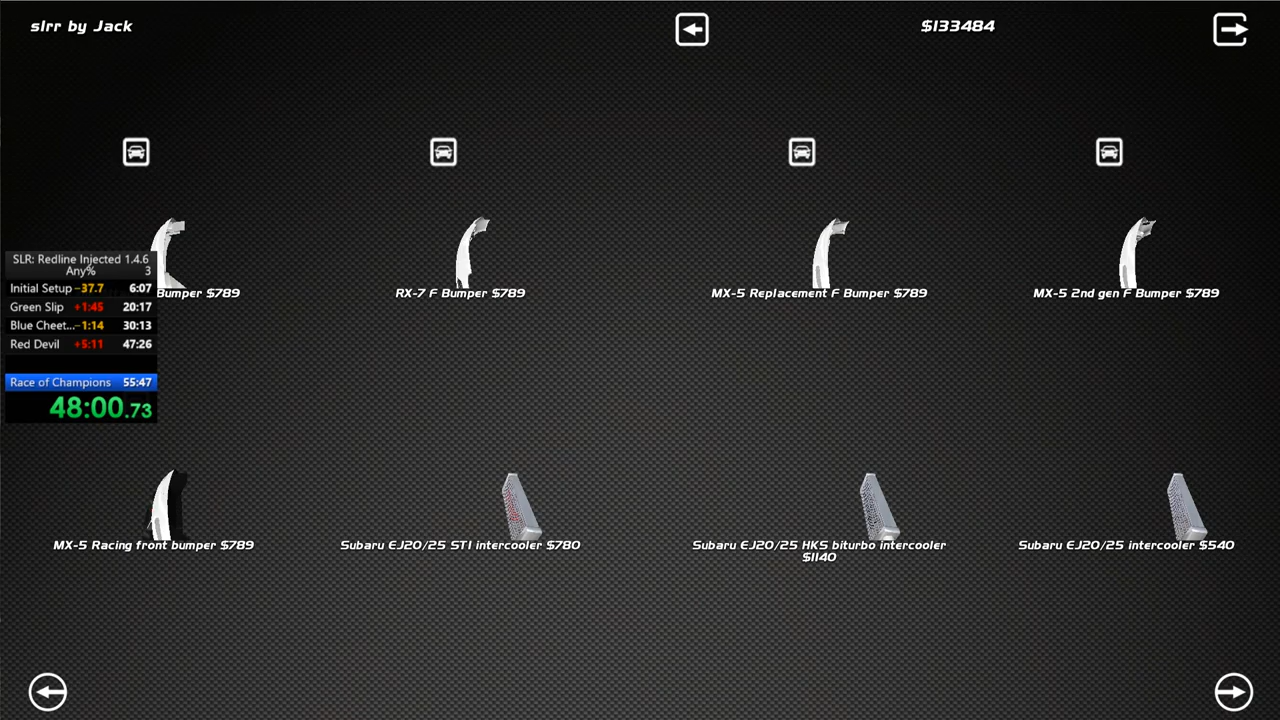 slrr by Jack
$133484
Bumper $789
RX-7 F Bumper $789
MX-5 Replacement F Bumper $789
MX-5 2nd gen F Bumper $789
SLR: Redline Injected 1.4.6
Any% 3
Initial Setup -37.7 6:07
Green Slip +1:45 20:17
Blue Cheet... -1:14 30:13
Red Devil +5:11 47:26
Race of Champions 55:47
48:00.73
MX-5 Racing front bumper $789
Subaru EJ20/25 STI intercooler $780
Subaru EJ20/25 HKS biturbo intercooler
$1140
Subaru EJ20/25 intercooler $540